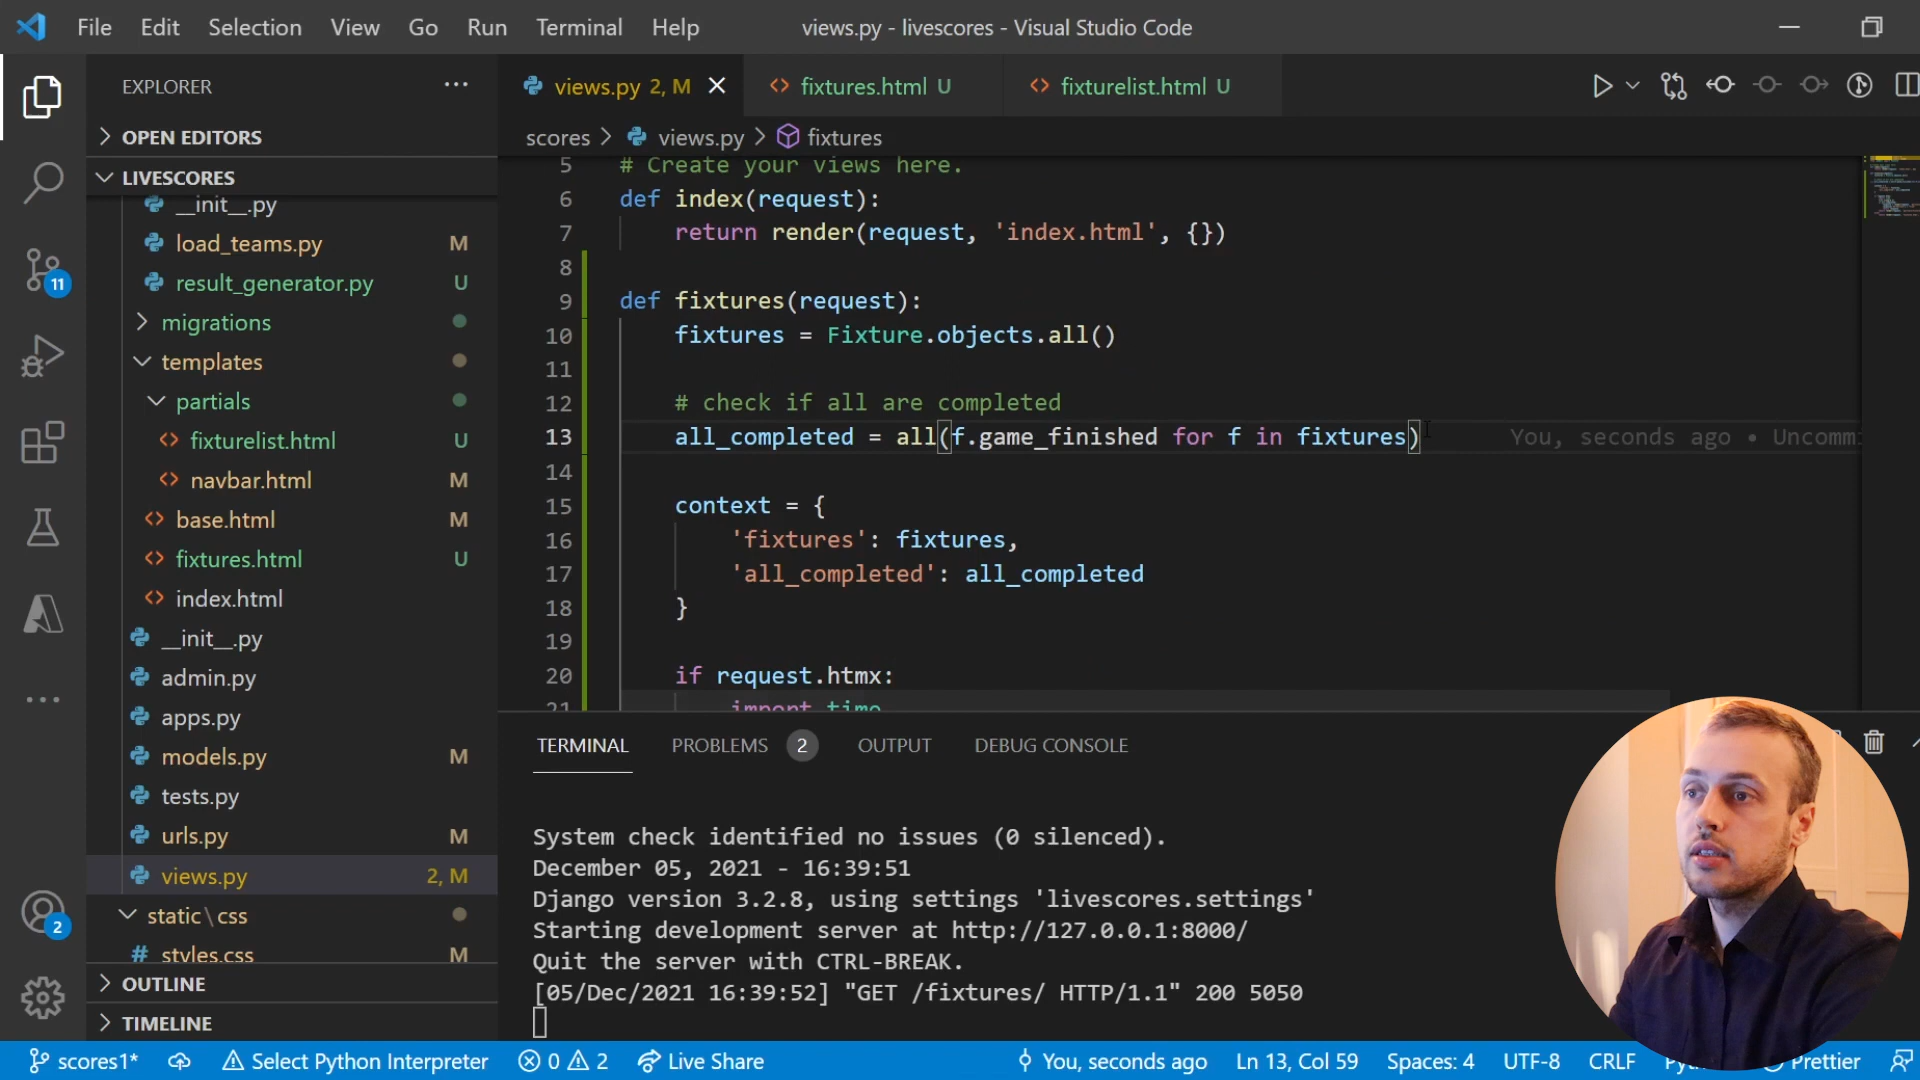 File Edit Selection View Go Run Terminal Help
views.py - livescores - Visual Studio Code
EXPLORER
OPEN EDITORS
LIVESCORES
__init__.py
load_teams.py M
result_generator.py U
migrations
templates
partials
fixturelist.html U
navbar.html M
base.html M
fixtures.html U
index.html
__init__.py
admin.py
apps.py
models.py M
tests.py
urls.py M
views.py 2, M
static\css
styles.css M
OUTLINE
TIMELINE
11
2
views.py 2, M
fixtures.html U
fixturelist.html U
scores > views.py > fixtures
5 # Create your views here.
6 def index(request):
7 return render(request, 'index.html', {})
8
9 def fixtures(request):
10 fixtures = Fixture.objects.all()
11
12 # check if all are completed
13 all_completed = all(f.game_finished for f in fixtures) You, seconds ago • Uncommi
14
15 context = {
16 'fixtures': fixtures,
17 'all_completed': all_completed
18 }
19
20 if request.htmx:
21 import time
TERMINAL PROBLEMS 2 OUTPUT DEBUG CONSOLE
System check identified no issues (0 silenced).
December 05, 2021 - 16:39:51
Django version 3.2.8, using settings 'livescores.settings'
Starting development server at http://127.0.0.1:8000/
Quit the server with CTRL-BREAK.
[05/Dec/2021 16:39:52] "GET /fixtures/ HTTP/1.1" 200 5050
scores1* Select Python Interpreter 0 2 Live Share You, seconds ago Ln 13, Col 59 Spaces: 4 UTF-8 CRLF Prettier